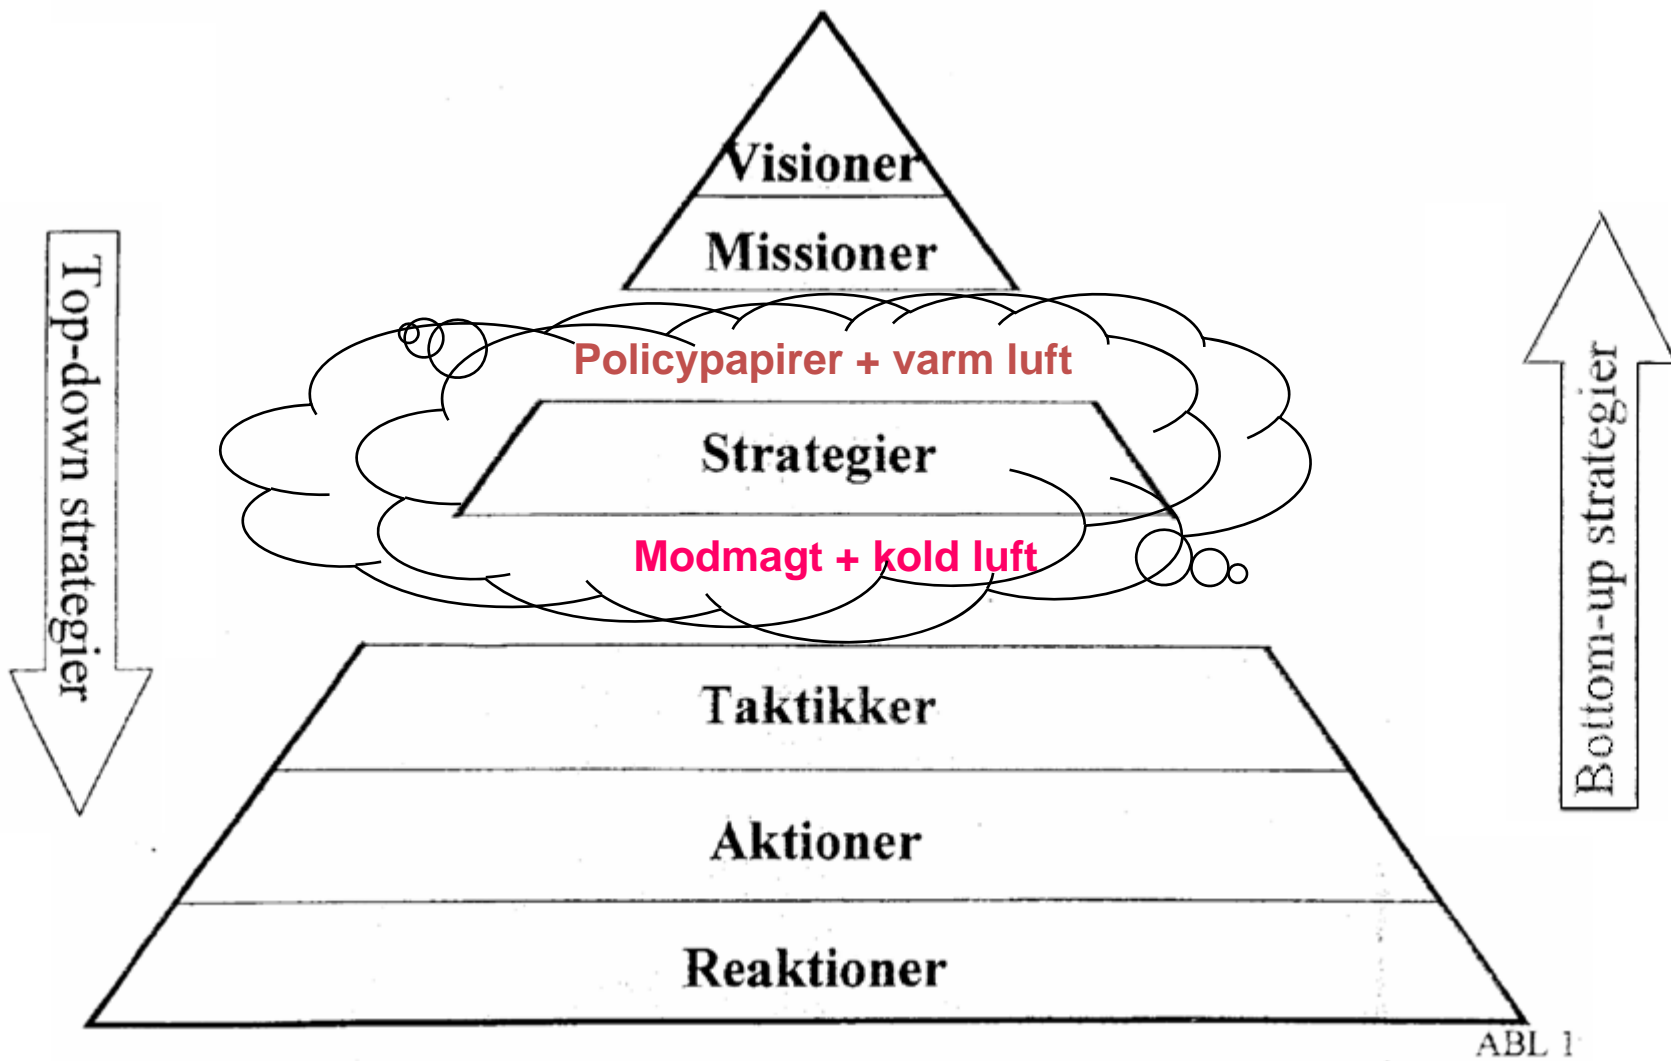 Visioner
Missioner
Policypapirer + varm luft
Strategier
Modmagt + kold luft
Taktikker
Aktioner
Reaktioner
Top-down strategier
Bottom-up strategier
ABL 1